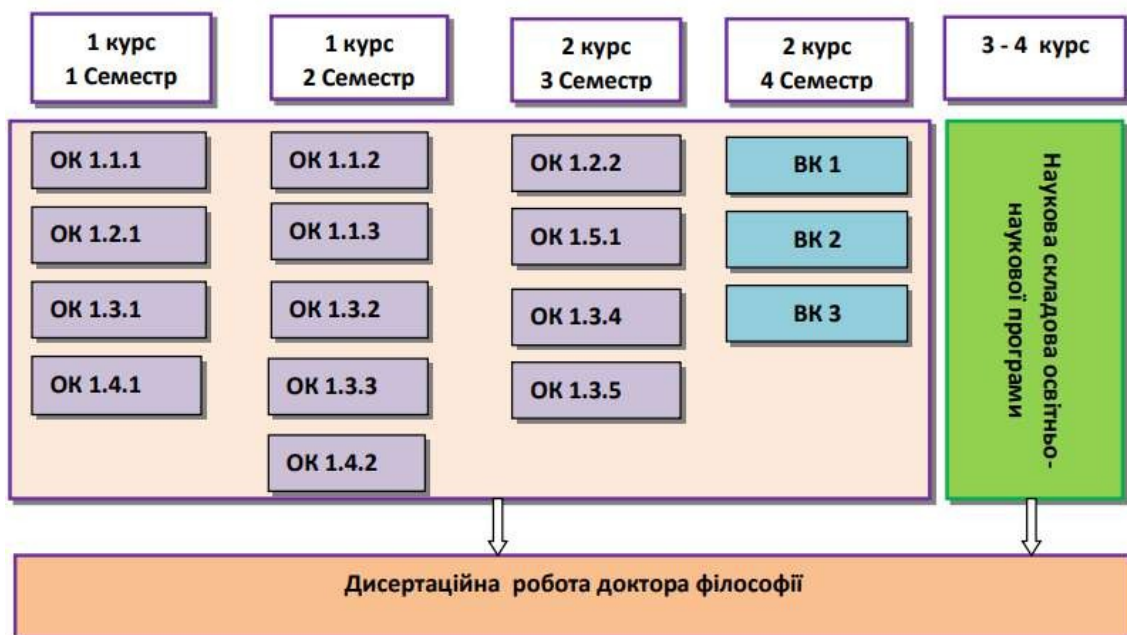 1 курс
1 Семестр
1 курс
2 Семестр
2 курс
3 Семестр
2 курс
4 Семестр
3 - 4 курс
ОК 1.1.1
ОК 1.2.1
ОК 1.3.1
ОК 1.4.1
ОК 1.1.2
ОК 1.1.3
ОК 1.3.2
ОК 1.3.3
ОК 1.4.2
ОК 1.2.2
ОК 1.5.1
ОК 1.3.4
ОК 1.3.5
ВК 1
ВК 2
ВК 3
Наукова складова освітньо-
наукової програми
Дисертаційна робота доктора філософії